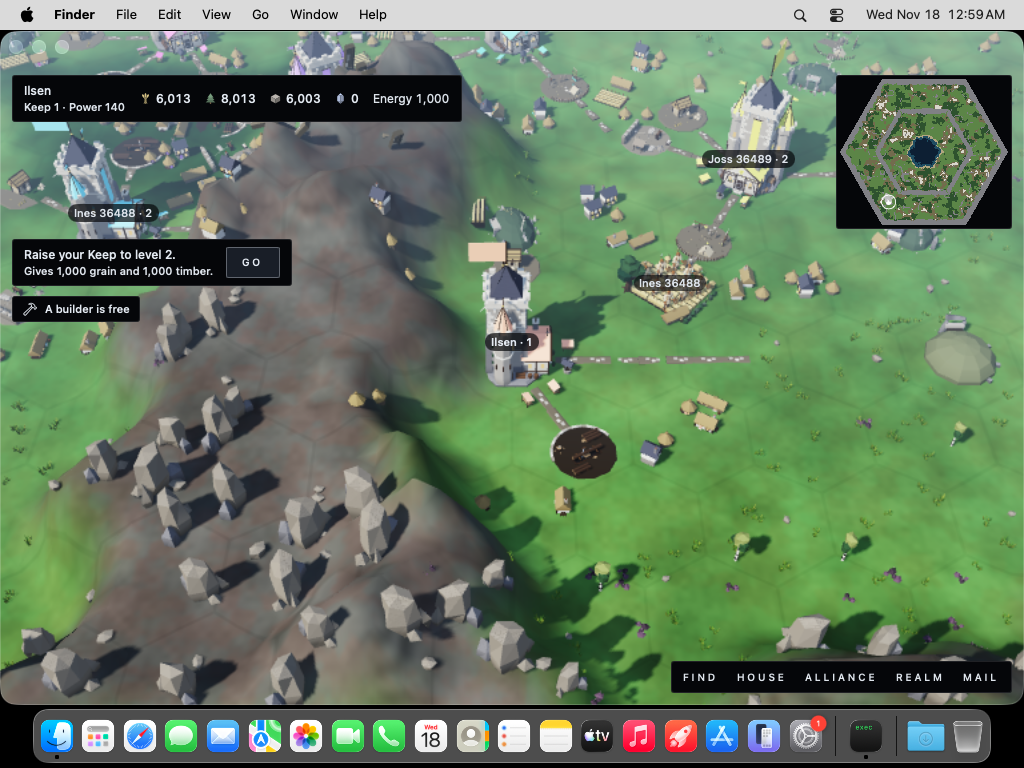 Finder File Edit View Go Window Help Wed Nov 18 12:59 AM
Ilsen
Keep 1 · Power 140
6,013 8,013 6,003 0 Energy 1,000
Joss 36489 · 2
Ines 36488 · 2
Raise your Keep to level 2.
Gives 1,000 grain and 1,000 timber.
GO
Ines 36488
A builder is free
Ilsen · 1
FIND HOUSE ALLIANCE REALM MAIL
Wed
18
tv
1
exec